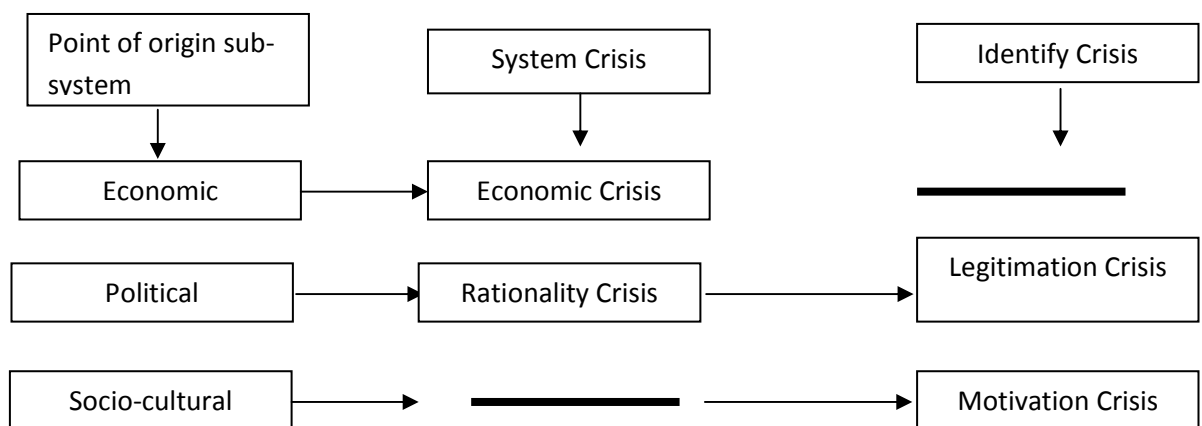 Point of origin sub-
system
System Crisis
Identify Crisis
Economic
Economic Crisis
Political
Rationality Crisis
Legitimation Crisis
Socio-cultural
Motivation Crisis